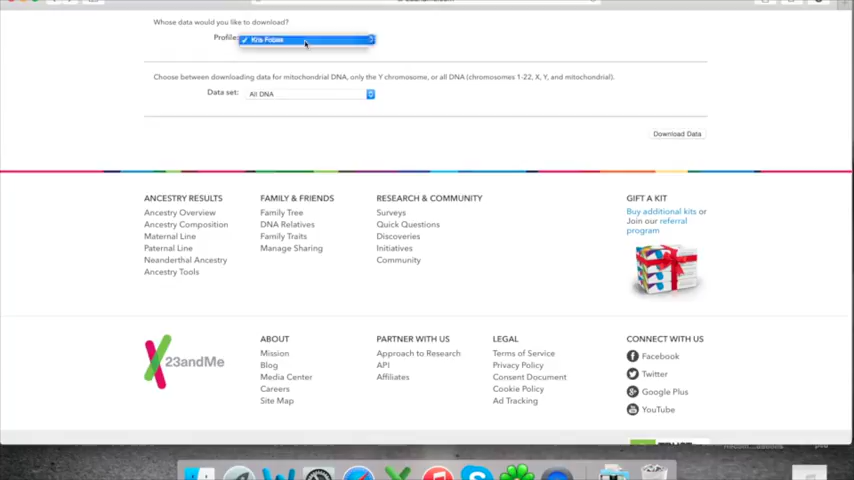 Whose data would you like to download?
Profile: ✓ Kris Fobes
Choose between downloading data for mitochondrial DNA, only the Y chromosome, or all DNA (chromosomes 1-22, X, Y, and mitochondrial).
Data set: All DNA
Download Data
ANCESTRY RESULTS
Ancestry Overview
Ancestry Composition
Maternal Line
Paternal Line
Neanderthal Ancestry
Ancestry Tools
FAMILY & FRIENDS
Family Tree
DNA Relatives
Family Traits
Manage Sharing
RESEARCH & COMMUNITY
Surveys
Quick Questions
Discoveries
Initiatives
Community
GIFT A KIT
Buy additional kits or
Join our referral
program
23andMe
ABOUT
Mission
Blog
Media Center
Careers
Site Map
PARTNER WITH US
Approach to Research
API
Affiliates
LEGAL
Terms of Service
Privacy Policy
Consent Document
Cookie Policy
Ad Tracking
CONNECT WITH US
Facebook
Twitter
Google Plus
YouTube